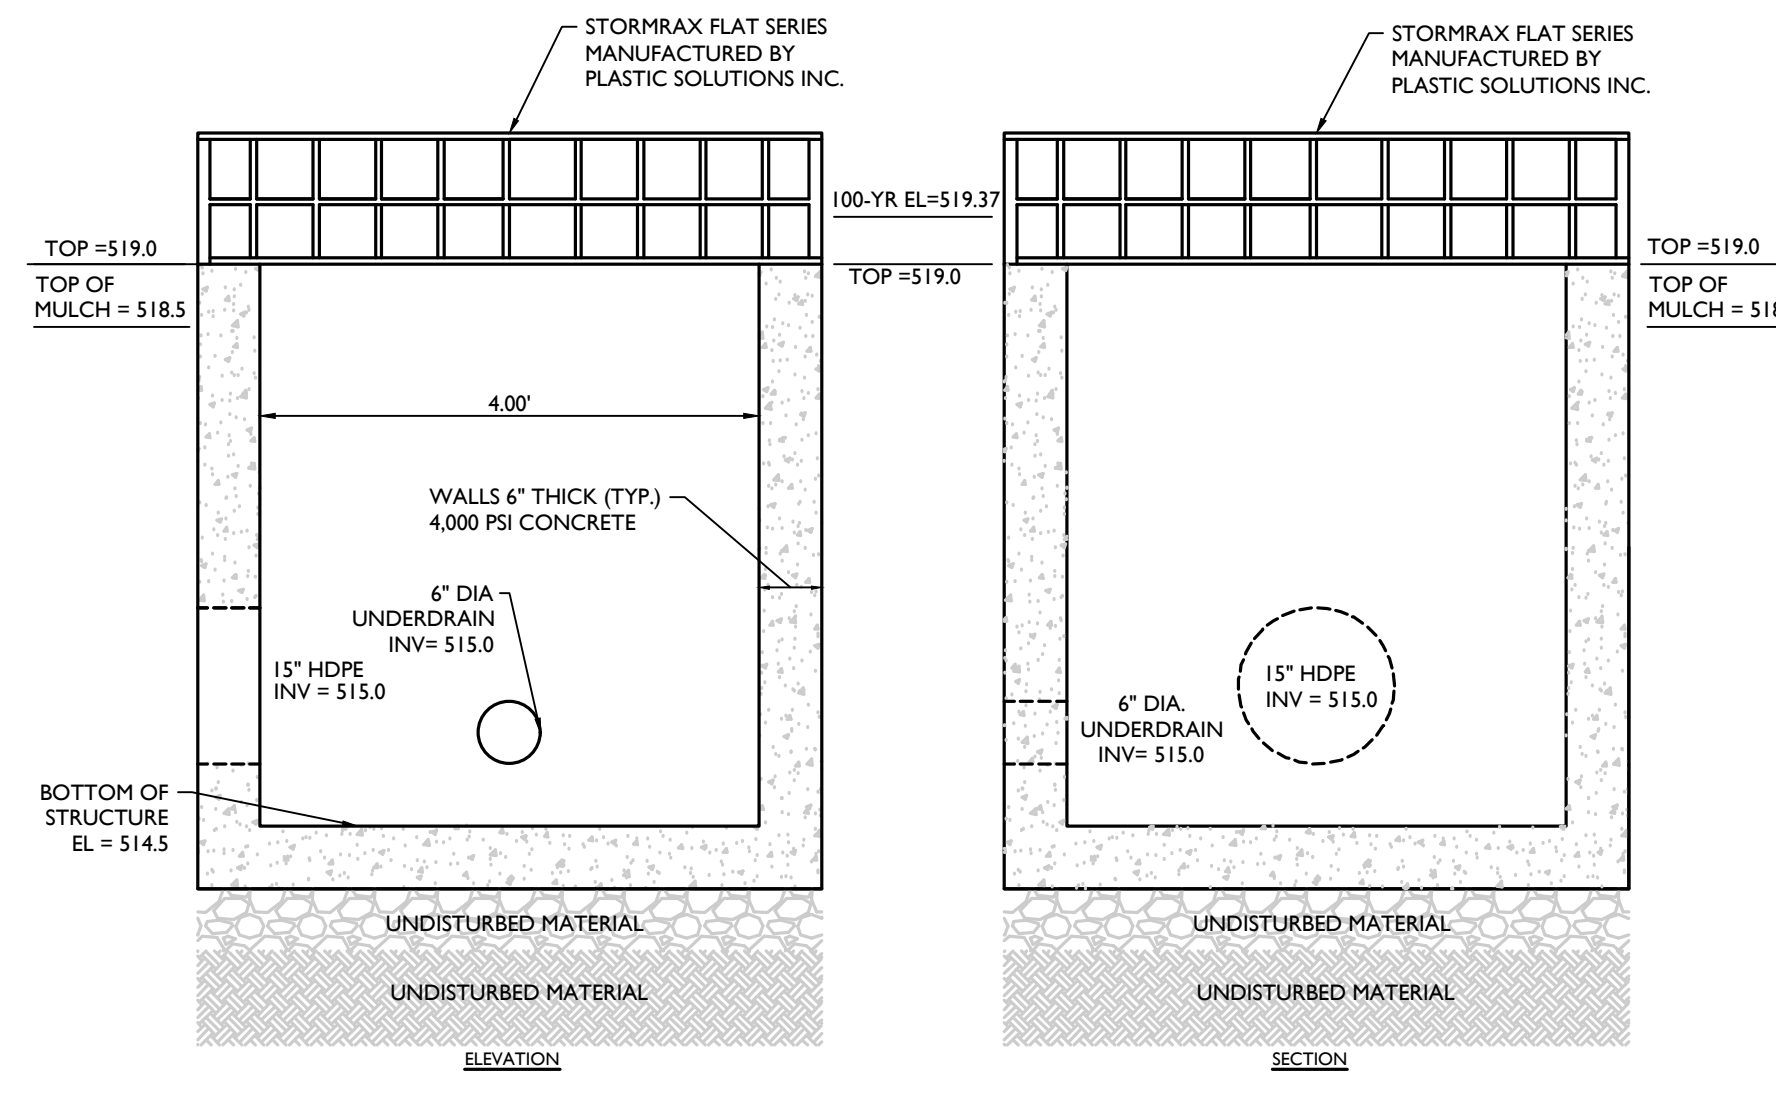 STORMRAX FLAT SERIES
MANUFACTURED BY
PLASTIC SOLUTIONS INC.
TOP =519.0
TOP OF
MULCH = 518.5
100-YR EL=519.37
TOP =519.0
4.00'
WALLS 6" THICK (TYP.)
4,000 PSI CONCRETE
6" DIA
UNDERDRAIN
INV= 515.0
15" HDPE
INV = 515.0
BOTTOM OF
STRUCTURE
EL = 514.5
UNDISTURBED MATERIAL
UNDISTURBED MATERIAL
ELEVATION
STORMRAX FLAT SERIES
MANUFACTURED BY
PLASTIC SOLUTIONS INC.
TOP =519.0
TOP OF
MULCH = 518
15" HDPE
INV = 515.0
6" DIA.
UNDERDRAIN
INV= 515.0
UNDISTURBED MATERIAL
UNDISTURBED MATERIAL
SECTION